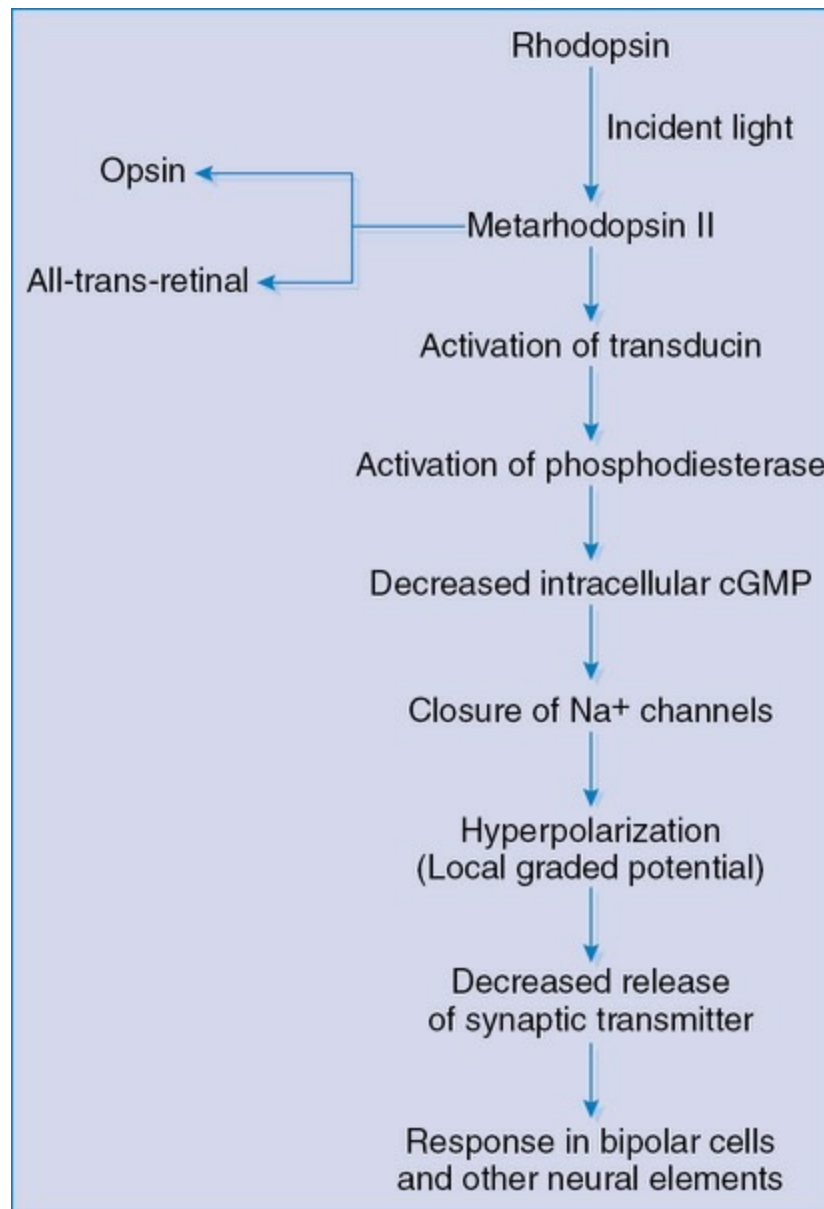 Rhodopsin
Incident light
Opsin
Metarhodopsin II
All-trans-retinal
Activation of transducin
Activation of phosphodiesterase
Decreased intracellular cGMP
Closure of Na+ channels
Hyperpolarization
(Local graded potential)
Decreased release
of synaptic transmitter
Response in bipolar cells
and other neural elements